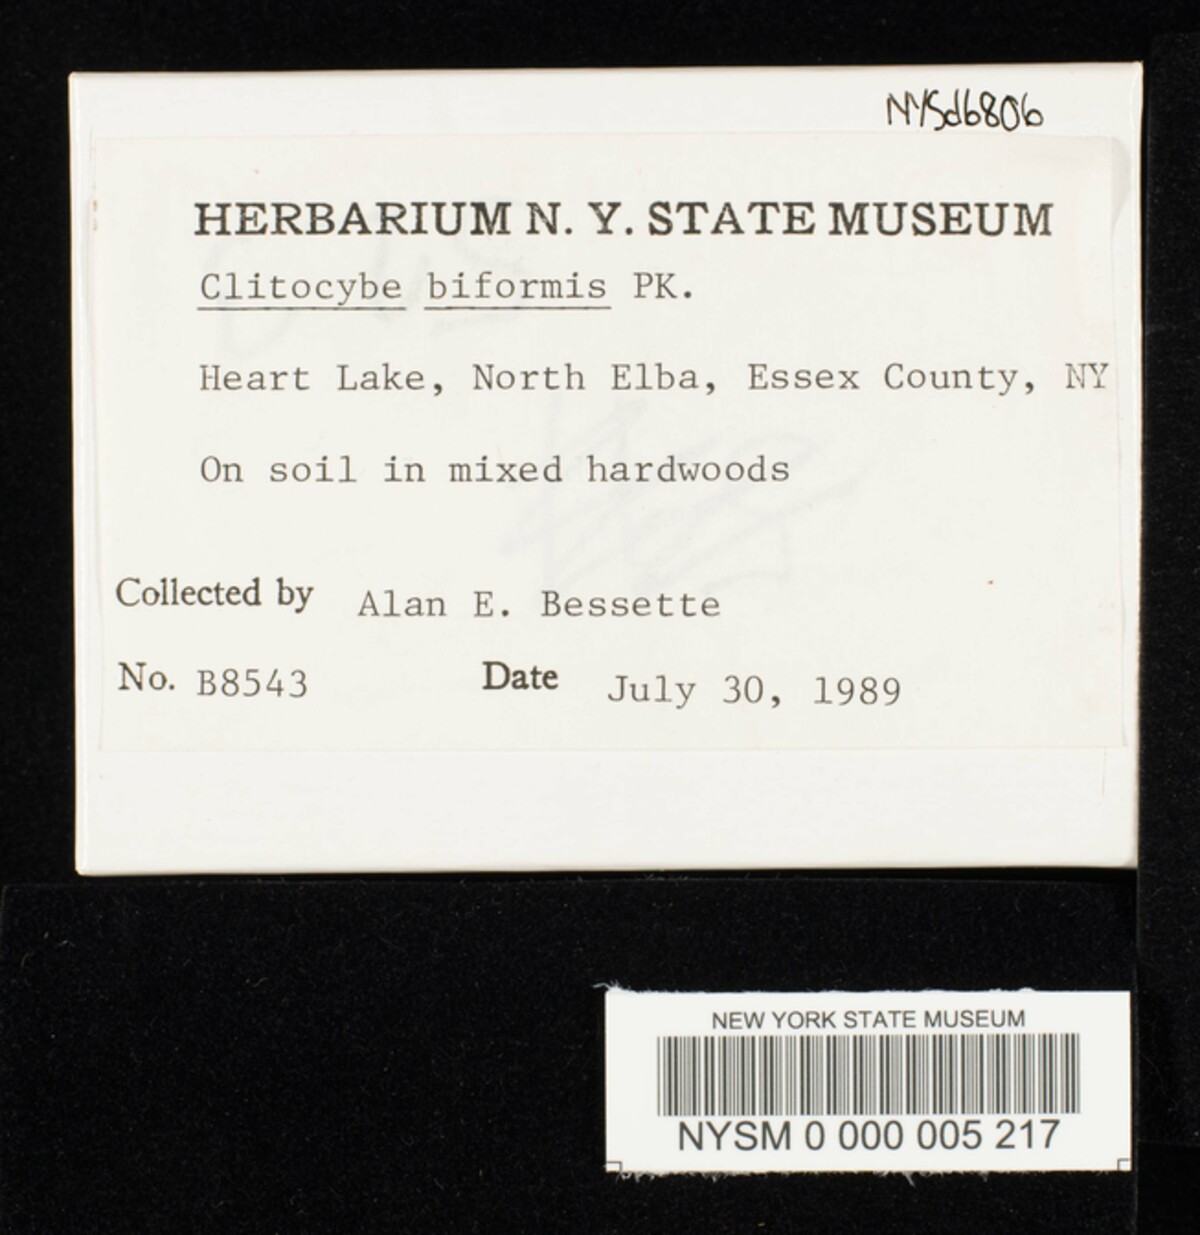 NYSd6806
HERBARIUM N. Y. STATE MUSEUM
Clitocybe biformis PK.
Heart Lake, North Elba, Essex County, NY
On soil in mixed hardwoods
Collected by Alan E. Bessette
No. B8543 Date July 30, 1989
NEW YORK STATE MUSEUM
NYSM 0 000 005 217